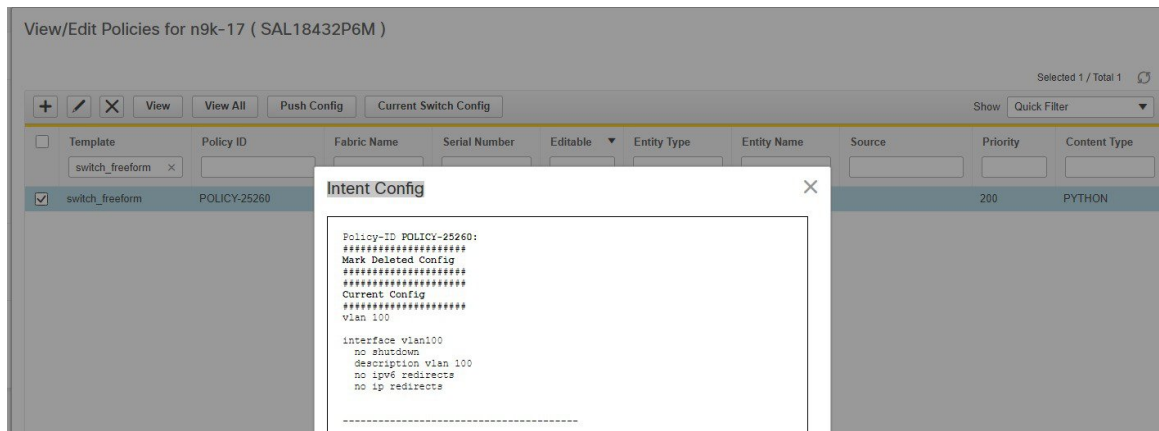 View/Edit Policies for n9k-17 ( SAL18432P6M )
Selected 1 / Total 1
View View All Push Config Current Switch Config Show Quick Filter
Template Policy ID Fabric Name Serial Number Editable Entity Type Entity Name Source Priority Content Type
switch_freeform
switch_freeform POLICY-25260 200 PYTHON
Intent Config
Policy-ID POLICY-25260:
#####################
Mark Deleted Config
#####################
#####################
Current Config
#####################
vlan 100
interface vlan100
no shutdown
description vlan 100
no ipv6 redirects
no ip redirects
----------------------------------------